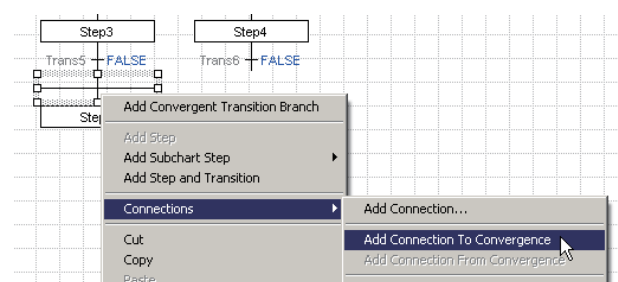 Step3
Step4
Trans5
FALSE
Trans6
FALSE
Add Convergent Transition Branch
Add Step
Add Subchart Step
Add Step and Transition
Connections
Add Connection...
Cut
Add Connection To Convergence
Copy
Add Connection From Convergence
Paste